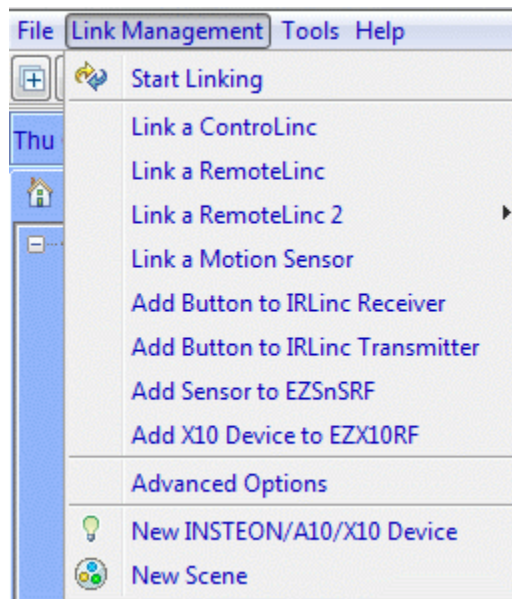 File Link Management Tools Help
Start Linking
Thu
Link a ControLinc
Link a RemoteLinc
Link a RemoteLinc 2
Link a Motion Sensor
Add Button to IRLinc Receiver
Add Button to IRLinc Transmitter
Add Sensor to EZSnSRF
Add X10 Device to EZX10RF
Advanced Options
New INSTEON/A10/X10 Device
New Scene